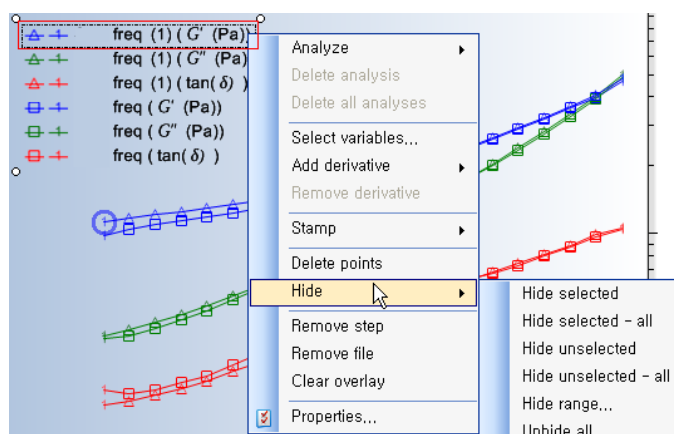 freq (1) ( G' (Pa))
freq (1) ( G" (Pa))
freq (1) ( tan(δ) )
freq ( G' (Pa))
freq ( G" (Pa))
freq ( tan(δ) )
Analyze
Delete analysis
Delete all analyses
Select variables...
Add derivative
Remove derivative
Stamp
Delete points
Hide
Remove step
Remove file
Clear overlay
Properties...
Hide selected
Hide selected - all
Hide unselected
Hide unselected - all
Hide range...
Unhide all